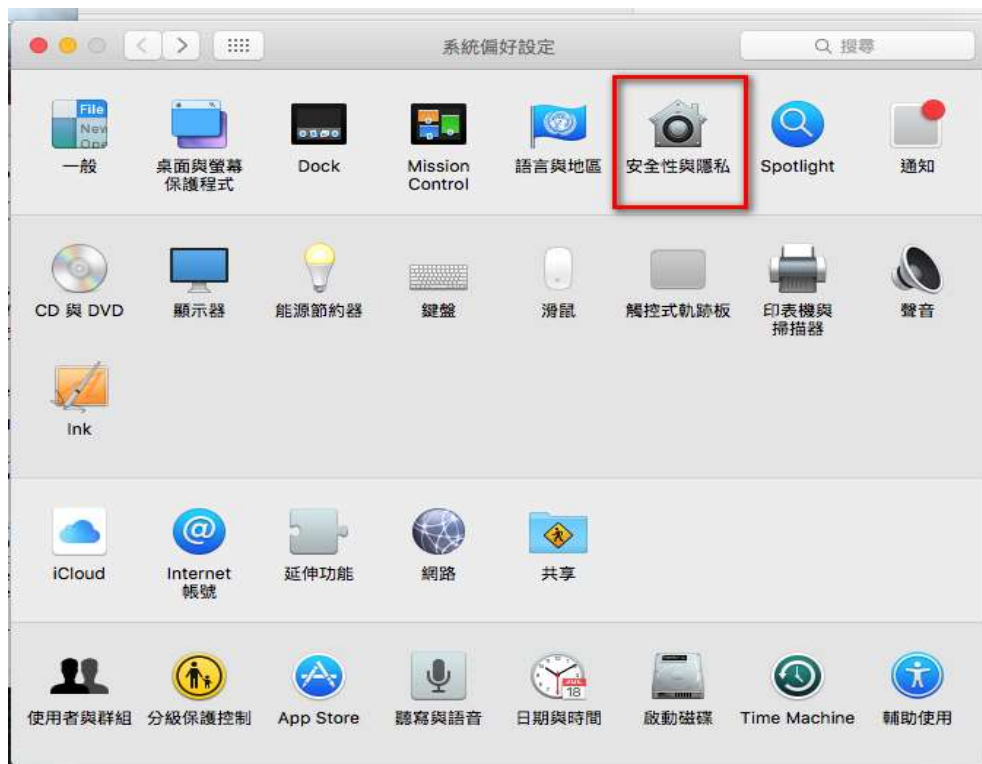 系統偏好設定
搜尋
File
New
Ope
一般
桌面與螢幕
保護程式
Dock
Mission
Control
語言與地區
安全性與隱私
Spotlight
通知
CD 與 DVD
顯示器
能源節約器
鍵盤
滑鼠
觸控式軌跡板
印表機與
掃描器
聲音
Ink
iCloud
@
Internet
帳號
延伸功能
網路
共享
使用者與群組
分級保護控制
App Store
聽寫與語音
JUL
18
日期與時間
啟動磁碟
Time Machine
輔助使用